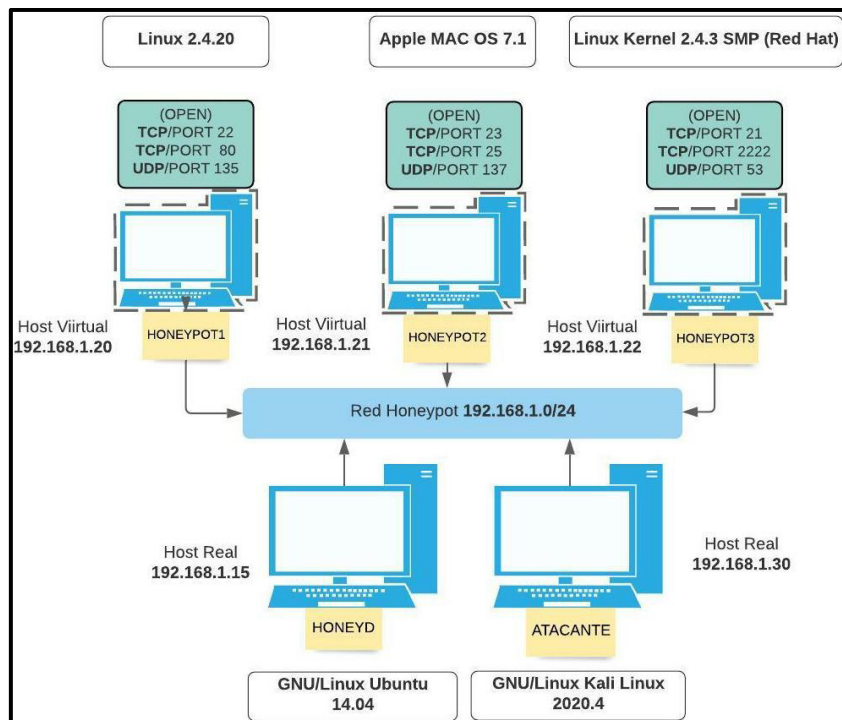 Linux 2.4.20
Apple MAC OS 7.1
Linux Kernel 2.4.3 SMP (Red Hat)
(OPEN)
TCP/PORT 22
TCP/PORT 80
UDP/PORT 135
(OPEN)
TCP/PORT 23
TCP/PORT 25
UDP/PORT 137
(OPEN)
TCP/PORT 21
TCP/PORT 2222
UDP/PORT 53
Host Viirtual
192.168.1.20
HONEYPOT1
Host Viirtual
192.168.1.21
HONEYPOT2
Host Viirtual
192.168.1.22
HONEYPOT3
Red Honeypot 192.168.1.0/24
Host Real
192.168.1.15
HONEYD
Host Real
192.168.1.30
ATACANTE
GNU/Linux Ubuntu
14.04
GNU/Linux Kali Linux
2020.4